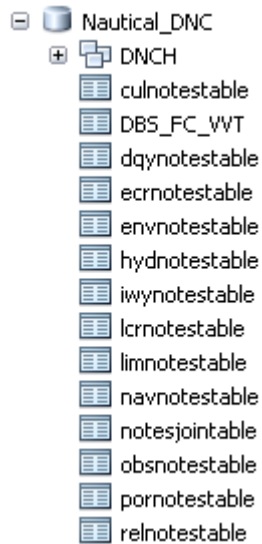 Nautical_DNC
DNCH
culnotestable
DBS_FC_VVT
dqynotestable
ecrnotestable
envnotestable
hydnotestable
iwynotestable
lcrnotestable
limnotestable
navnotestable
notesjointable
obsnotestable
pornotestable
relnotestable